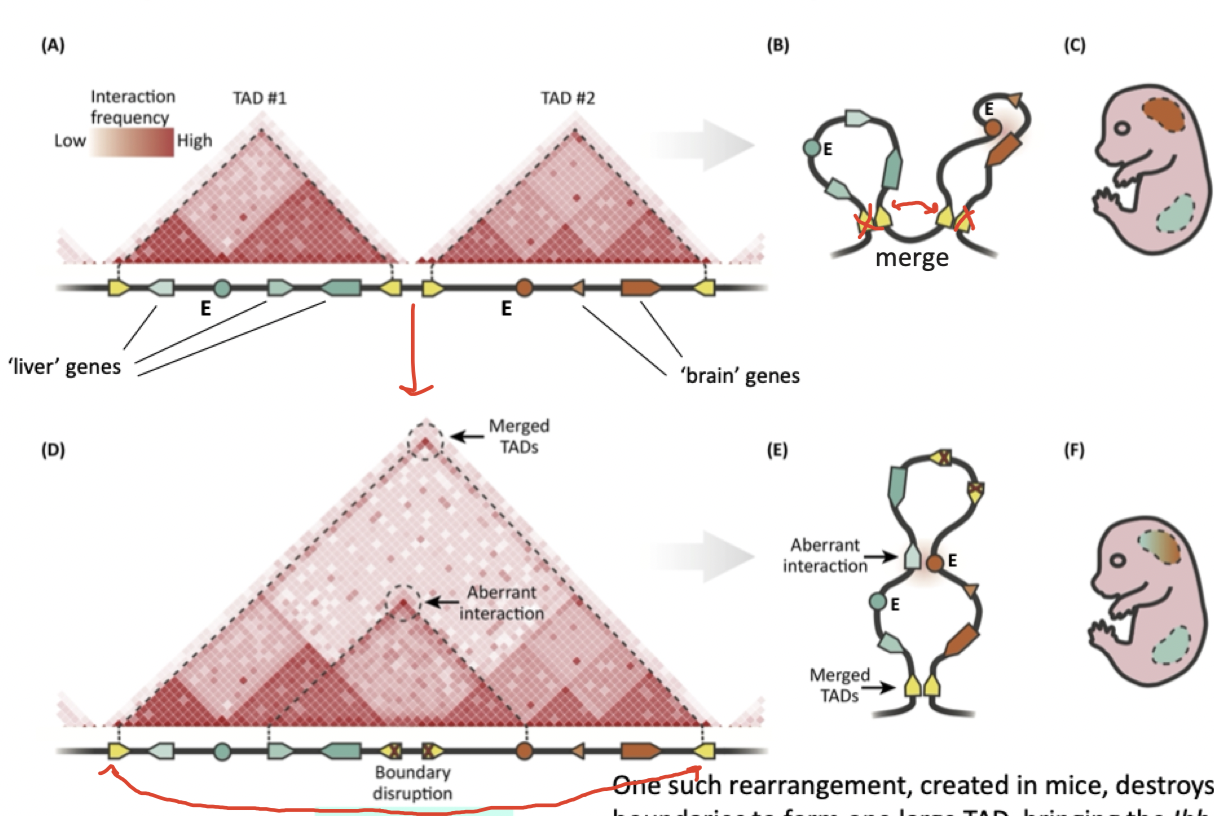 (A)
Interaction
frequency
Low
High
TAD #1
TAD #2
E
E
'liver' genes
'brain' genes
(B)
E
E
merge
(C)
(D)
Merged
TADs
Aberrant
interaction
Boundary
disruption
(E)
Aberrant
interaction
E
E
Merged
TADs
(F)
One such rearrangement, created in mice, destroys
boundaries to form one large TAD, bringing the Ihh